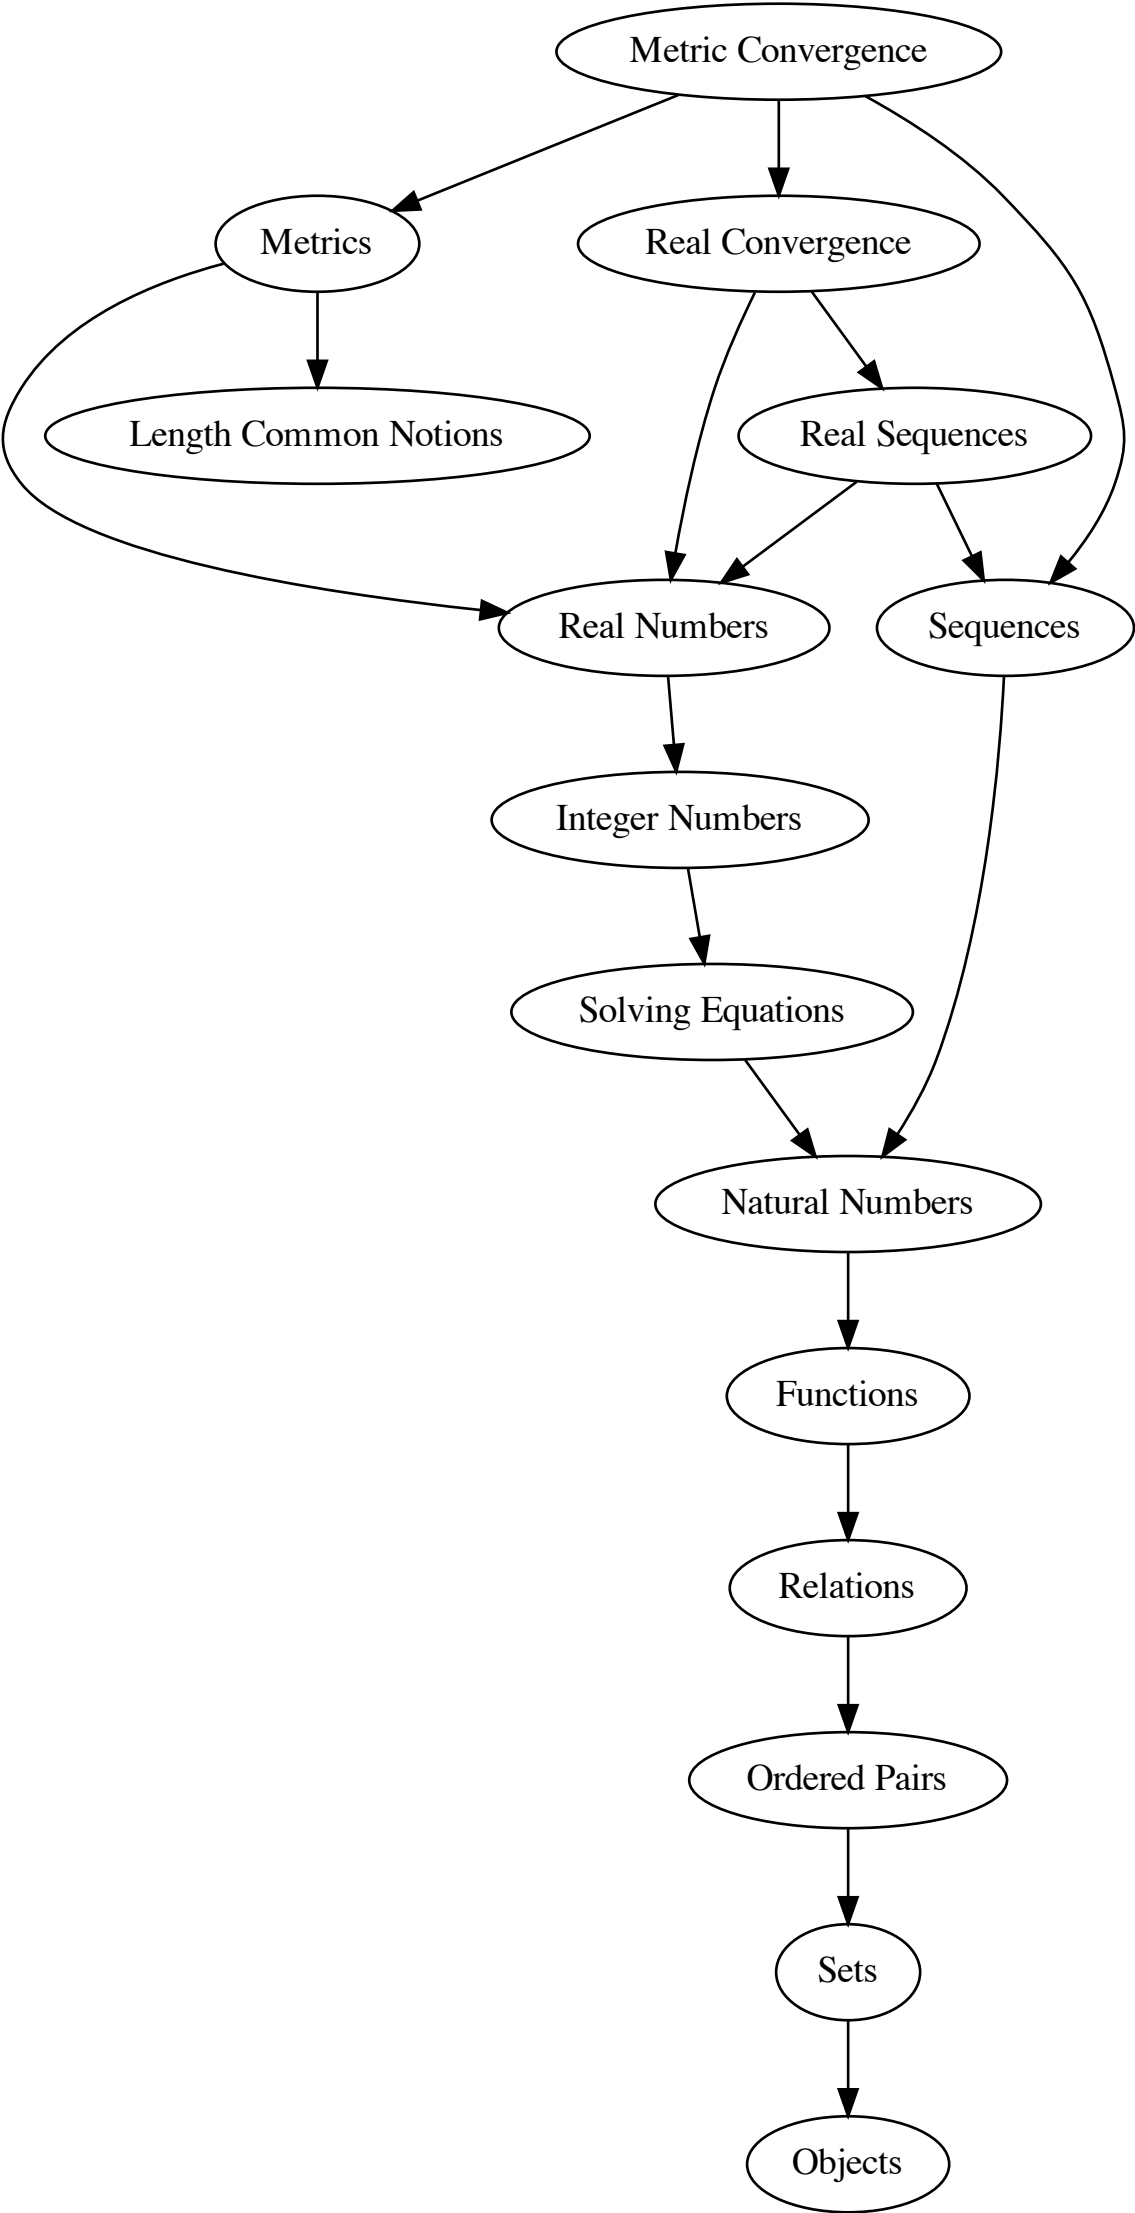 Metric Convergence
Metrics
Real Convergence
Length Common Notions
Real Sequences
Real Numbers
Sequences
Integer Numbers
Solving Equations
Natural Numbers
Functions
Relations
Ordered Pairs
Sets
Objects